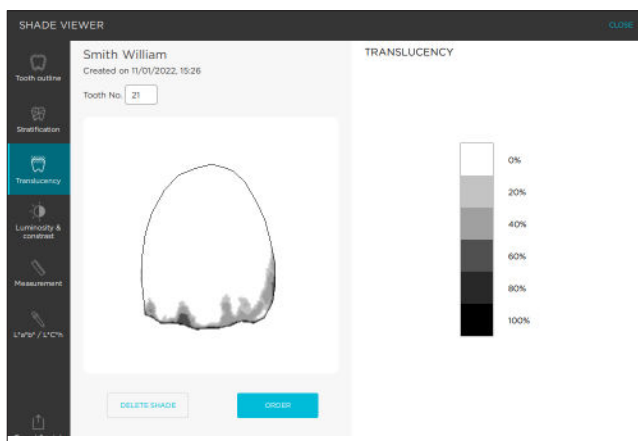 SHADE VIEWER
CLOSE
Tooth outline
Stratification
Translucency
Luminosity &
constrast
Measurement
L*a*b* / L*C*h
Smith William
Created on 11/01/2022, 15:26
Tooth No. 21
DELETE SHADE
ORDER
TRANSLUCENCY
0%
20%
40%
60%
80%
100%